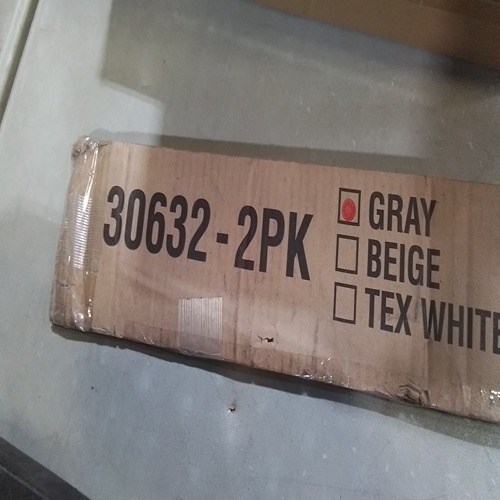 30632-2PK
GRAY
BEIGE
TEX WHITE